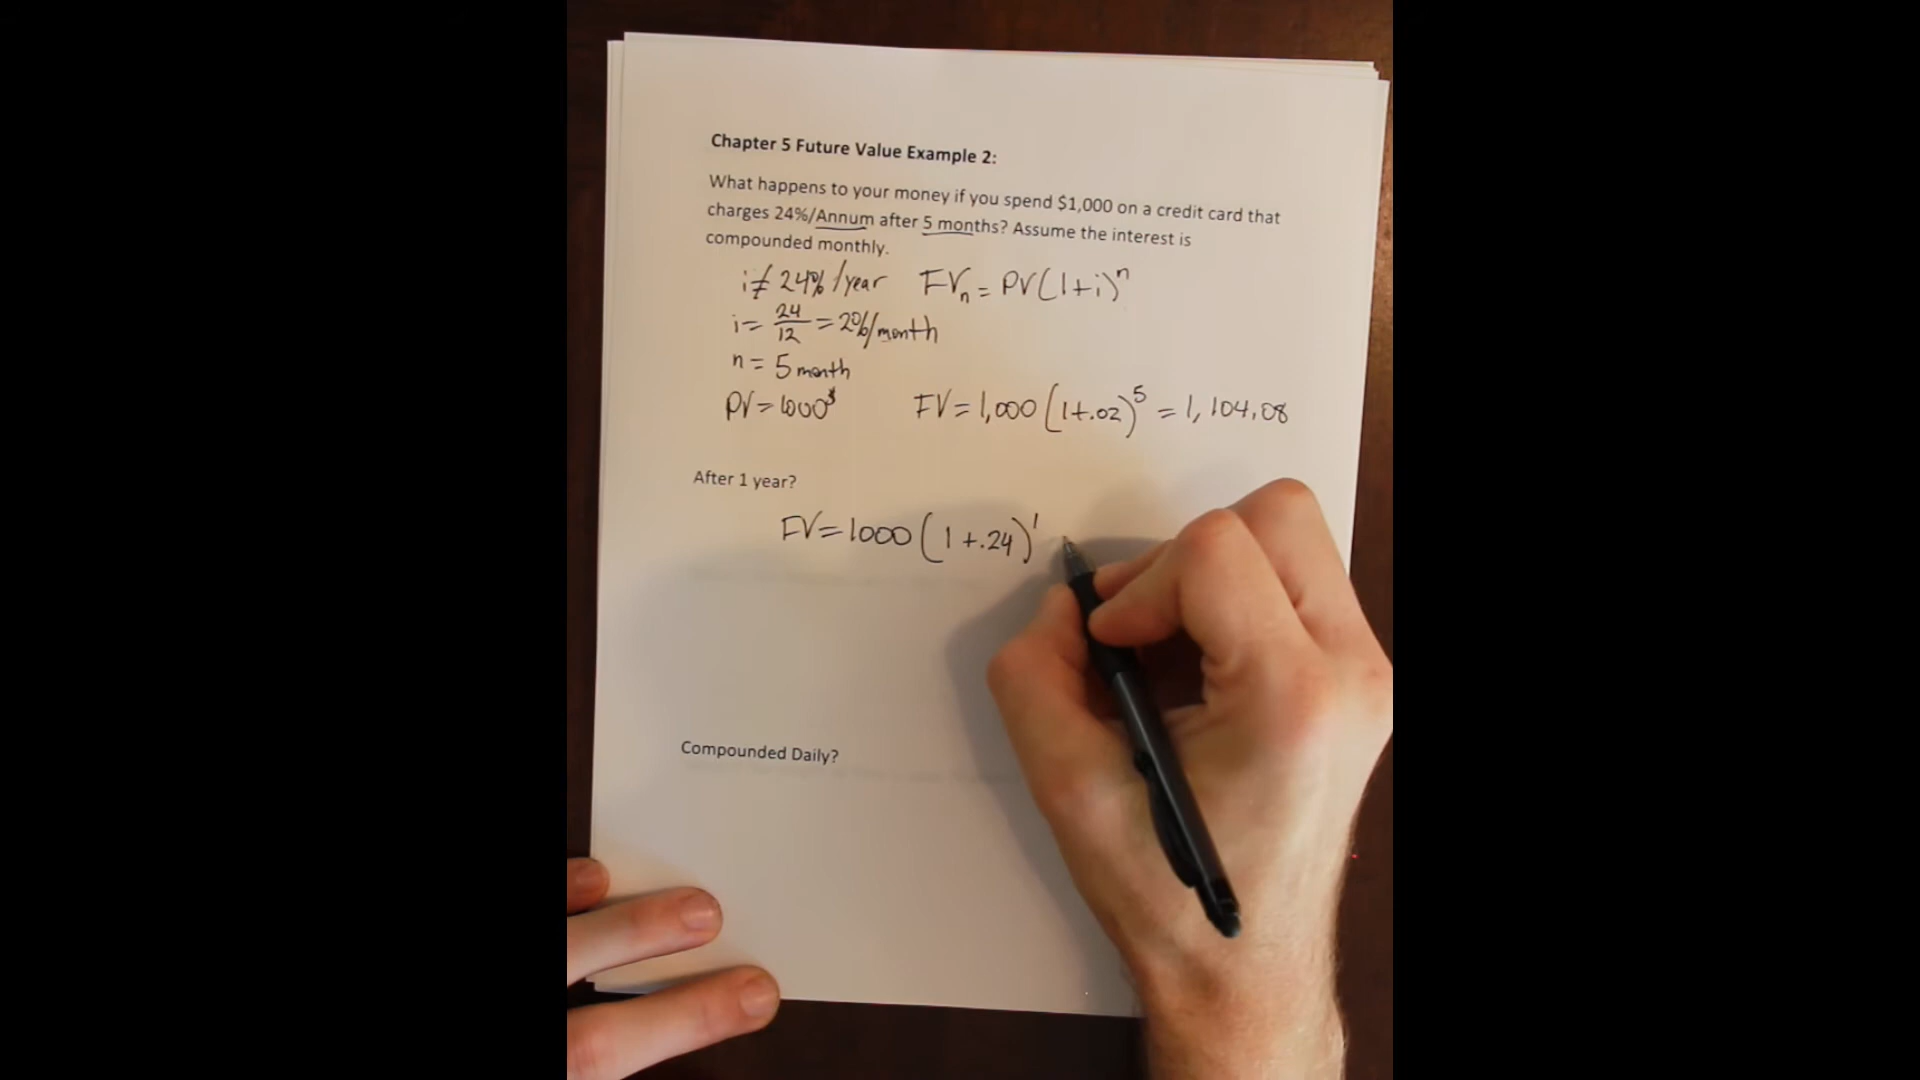 Chapter 5 Future Value Example 2:
What happens to your money if you spend $1,000 on a credit card that
charges 24%/Annum after 5 months? Assume the interest is
compounded monthly.
i≠ 24%/year FVn = PV(1+i)^n
i= 24/12 = 2%/month
n = 5 month
PV=1000$ FV=1,000(1+.02)^5 = 1,104.08
After 1 year?
FV=1000(1+.24)^1
Compounded Daily?